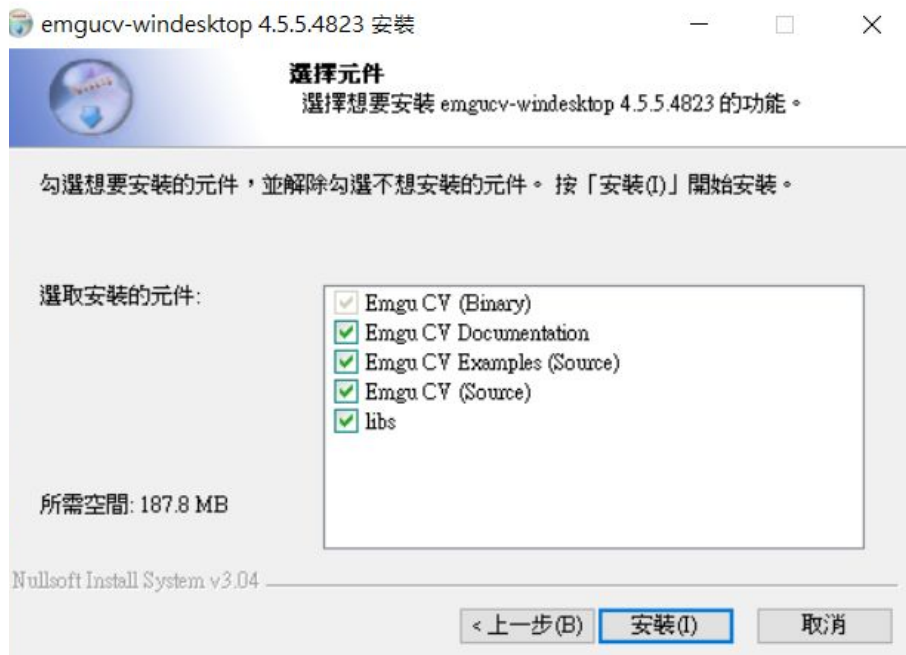 emgucv-windesktop 4.5.5.4823 安裝
選擇元件
選擇想要安裝 emgucv-windesktop 4.5.5.4823 的功能。
勾選想要安裝的元件，並解除勾選不想安裝的元件。 按「安裝(I)」開始安裝。
選取安裝的元件:
Emgu CV (Binary)
Emgu CV Documentation
Emgu CV Examples (Source)
Emgu CV (Source)
libs
所需空間: 187.8 MB
Nullsoft Install System v3.04
< 上一步(B) 安裝(I) 取消